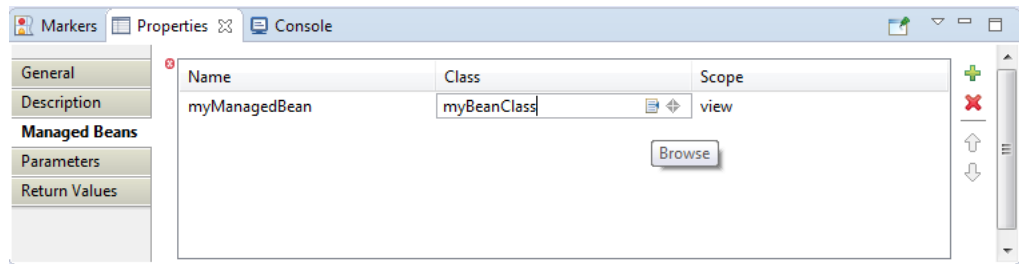 Markers Properties Console
General
Description
Managed Beans
Parameters
Return Values
Name Class Scope
myManagedBean myBeanClass view
Browse